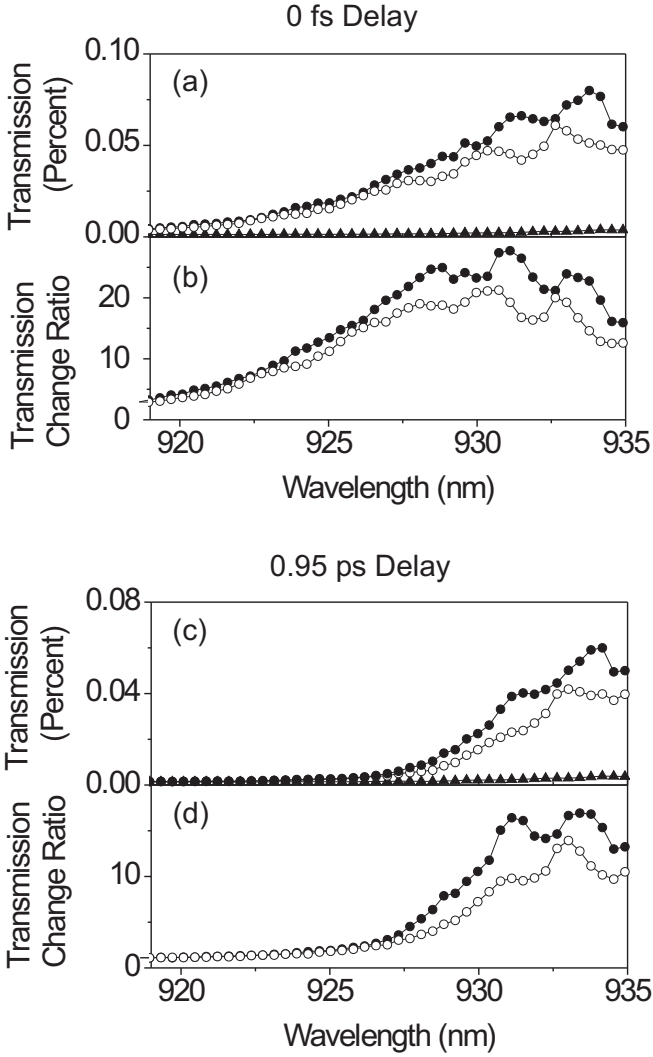 0 fs Delay
0.10
(a)
Transmission
(Percent)
0.05
0.00
(b)
Transmission
Change Ratio
20
10
0
920
925
930
935
Wavelength (nm)
0.95 ps Delay
0.08
(c)
Transmission
(Percent)
0.04
0.00
(d)
Transmission
Change Ratio
10
0
920
925
930
935
Wavelength (nm)